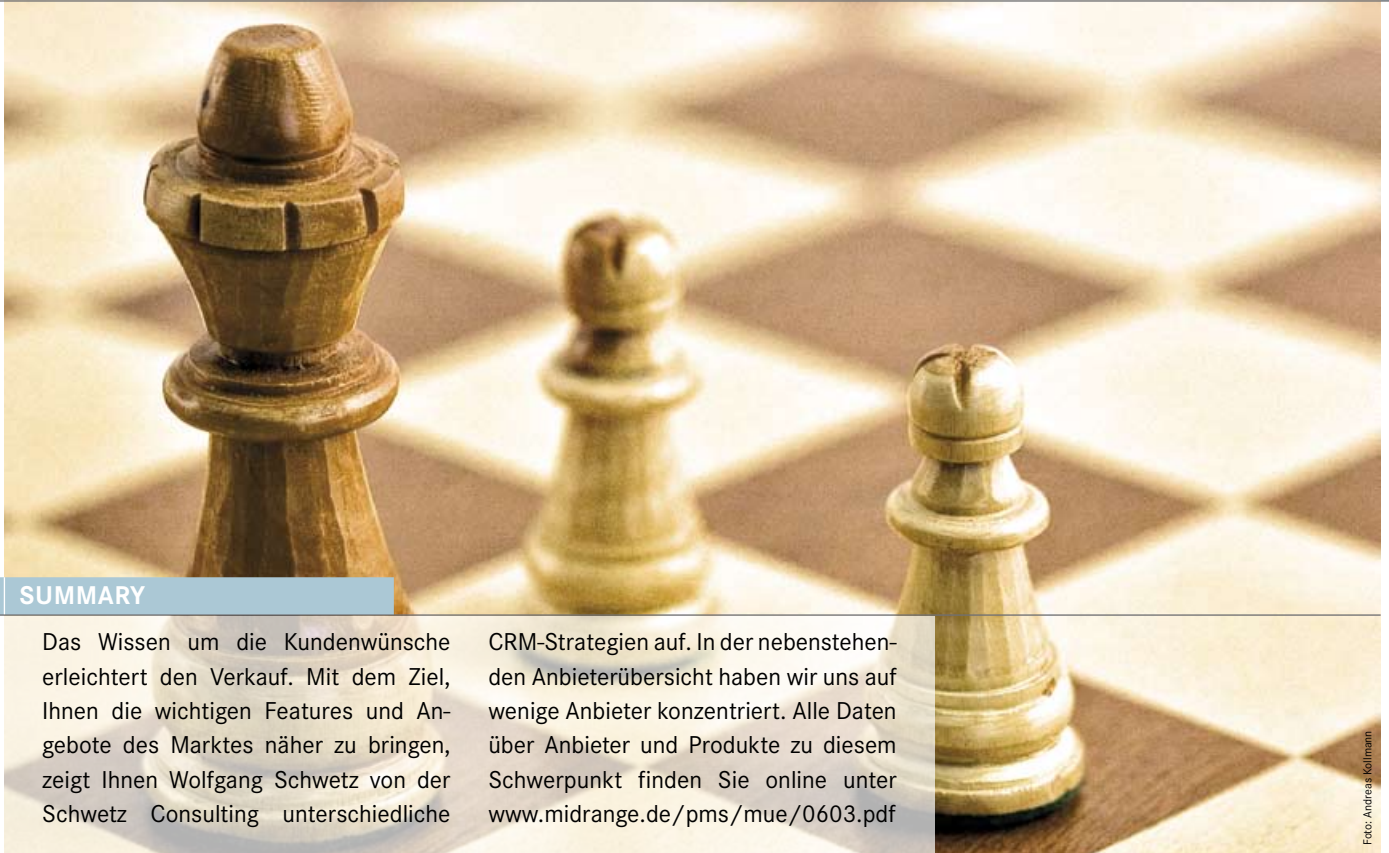 SUMMARY
Das Wissen um die Kundenwünsche
erleichtert den Verkauf. Mit dem Ziel,
Ihnen die wichtigen Features und An-
gebote des Marktes näher zu bringen,
zeigt Ihnen Wolfgang Schwetz von der
Schwetz Consulting unterschiedliche
CRM-Strategien auf. In der nebenstehen-
den Anbieterübersicht haben wir uns auf
wenige Anbieter konzentriert. Alle Daten
über Anbieter und Produkte zu diesem
Schwerpunkt finden Sie online unter
www.midrange.de/pms/mue/0603.pdf
Foto: Andreas Kollmann